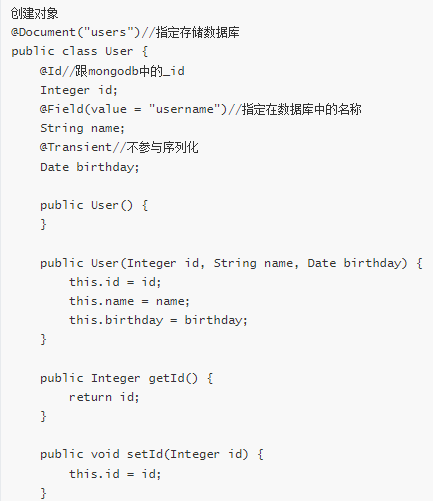 创建对象
@Document("users")//指定存储数据库
public class User {
    @Id//跟mongodb中的_id
    Integer id;
    @Field(value = "username")//指定在数据库中的名称
    String name;
    @Transient//不参与序列化
    Date birthday;

    public User() {
    }

    public User(Integer id, String name, Date birthday) {
        this.id = id;
        this.name = name;
        this.birthday = birthday;
    }

    public Integer getId() {
        return id;
    }

    public void setId(Integer id) {
        this.id = id;
    }